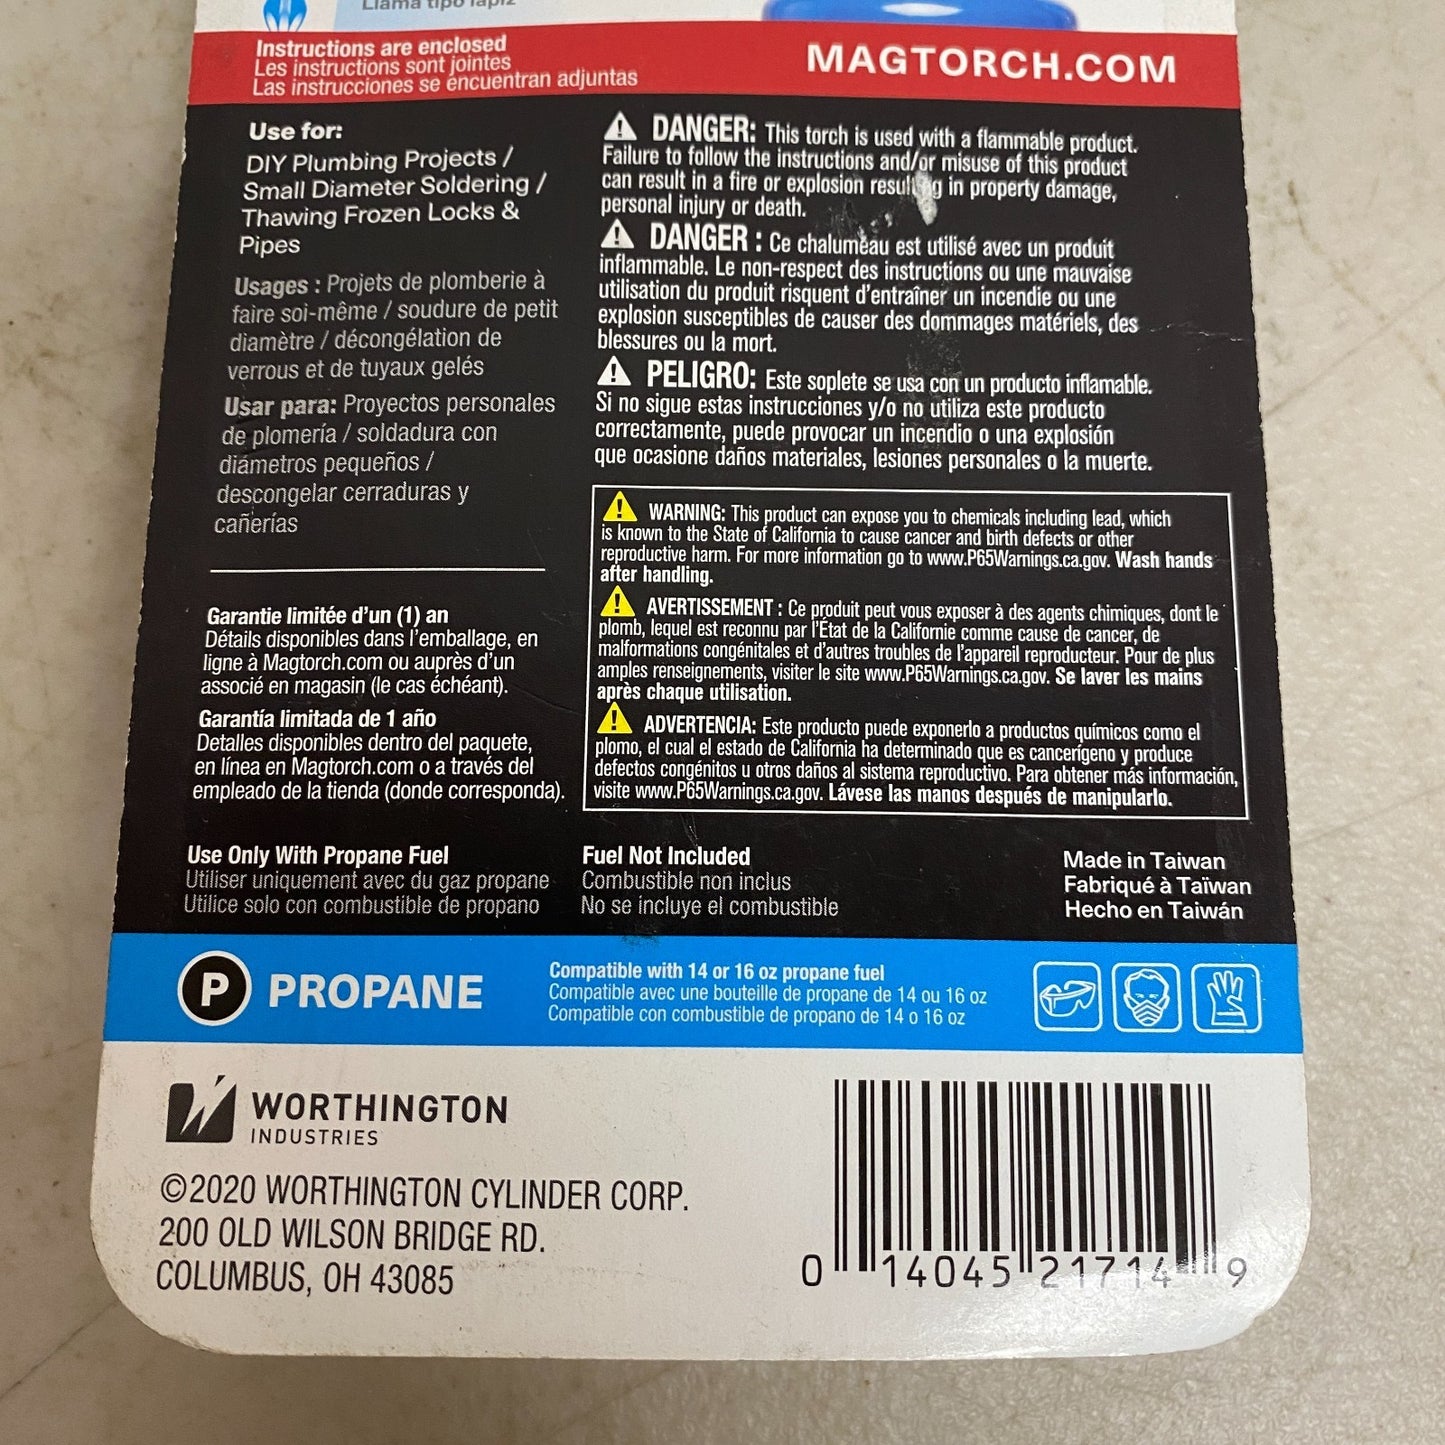 Llama tipo lápiz
Instructions are enclosed
Les instructions sont jointes
Las instrucciones se encuentran adjuntas
MAGTORCH.COM
Use for:
DIY Plumbing Projects /
Small Diameter Soldering /
Thawing Frozen Locks &
Pipes
Usages : Projets de plomberie à
faire soi-même / soudure de petit
diamètre / décongélation de
verrous et de tuyaux gelés
Usar para: Proyectos personales
de plomería / soldadura con
diámetros pequeños /
descongelar cerraduras y
cañerías
Garantie limitée d'un (1) an
Détails disponibles dans l'emballage, en
ligne à Magtorch.com ou auprès d'un
associé en magasin (le cas échéant).
Garantía limitada de 1 año
Detalles disponibles dentro del paquete,
en línea en Magtorch.com o a través del
empleado de la tienda (donde corresponda).
DANGER: This torch is used with a flammable product.
Failure to follow the instructions and/or misuse of this product
can result in a fire or explosion resulting in property damage,
personal injury or death.
DANGER : Ce chalumeau est utilisé avec un produit
inflammable. Le non-respect des instructions ou une mauvaise
utilisation du produit risquent d'entraîner un incendie ou une
explosion susceptibles de causer des dommages matériels, des
blessures ou la mort.
PELIGRO: Este soplete se usa con un producto inflamable.
Si no sigue estas instrucciones y/o no utiliza este producto
correctamente, puede provocar un incendio o una explosión
que ocasione daños materiales, lesiones personales o la muerte.
WARNING: This product can expose you to chemicals including lead, which
is known to the State of California to cause cancer and birth defects or other
reproductive harm. For more information go to www.P65Warnings.ca.gov. Wash hands
after handling.
AVERTISSEMENT : Ce produit peut vous exposer à des agents chimiques, dont le
plomb, lequel est reconnu par l'État de la Californie comme cause de cancer, de
malformations congénitales et d'autres troubles de l'appareil reproducteur. Pour de plus
amples renseignements, visiter le site www.P65Warnings.ca.gov. Se laver les mains
après chaque utilisation.
ADVERTENCIA: Este producto puede exponerlo a productos químicos como el
plomo, el cual el estado de California ha determinado que es cancerígeno y produce
defectos congénitos u otros daños al sistema reproductivo. Para obtener más información,
visite www.P65Warnings.ca.gov. Lávese las manos después de manipularlo.
Use Only With Propane Fuel
Utiliser uniquement avec du gaz propane
Utilice solo con combustible de propano
Fuel Not Included
Combustible non inclus
No se incluye el combustible
Made in Taiwan
Fabriqué à Taïwan
Hecho en Taiwán
P PROPANE
Compatible with 14 or 16 oz propane fuel
Compatible avec une bouteille de propane de 14 ou 16 oz
Compatible con combustible de propano de 14 o 16 oz
WORTHINGTON
INDUSTRIES
©2020 WORTHINGTON CYLINDER CORP.
200 OLD WILSON BRIDGE RD.
COLUMBUS, OH 43085
0 14045 21714 9